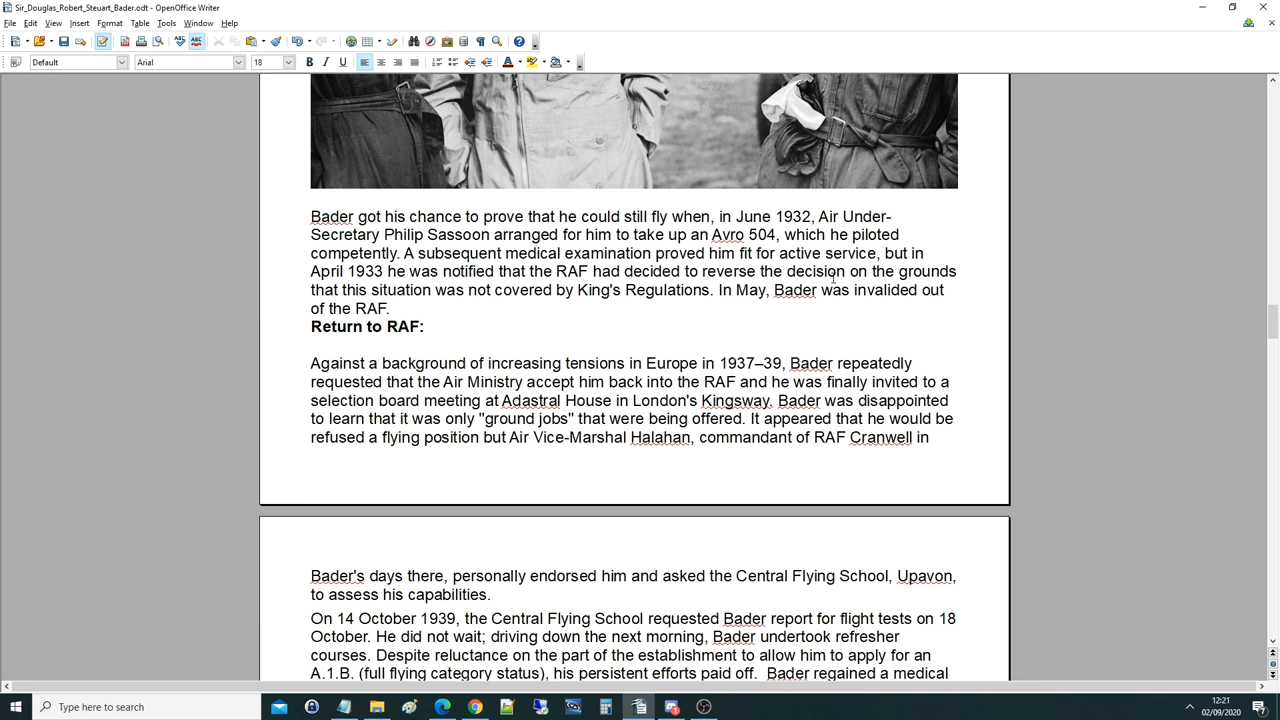 Sir_Douglas_Robert_Steuart_Bader.odt - OpenOffice Writer
File Edit View Insert Format Table Tools Window Help
Default Arial 18
Bader got his chance to prove that he could still fly when, in June 1932, Air Under-
Secretary Philip Sassoon arranged for him to take up an Avro 504, which he piloted
competently. A subsequent medical examination proved him fit for active service, but in
April 1933 he was notified that the RAF had decided to reverse the decision on the grounds
that this situation was not covered by King's Regulations. In May, Bader was invalided out
of the RAF.
Return to RAF:
Against a background of increasing tensions in Europe in 1937–39, Bader repeatedly
requested that the Air Ministry accept him back into the RAF and he was finally invited to a
selection board meeting at Adastral House in London's Kingsway. Bader was disappointed
to learn that it was only "ground jobs" that were being offered. It appeared that he would be
refused a flying position but Air Vice-Marshal Halahan, commandant of RAF Cranwell in
Bader's days there, personally endorsed him and asked the Central Flying School, Upavon,
to assess his capabilities.
On 14 October 1939, the Central Flying School requested Bader report for flight tests on 18
October. He did not wait; driving down the next morning, Bader undertook refresher
courses. Despite reluctance on the part of the establishment to allow him to apply for an
A.1.B. (full flying category status), his persistent efforts paid off. Bader regained a medical
Type here to search
12:21
02/09/2020